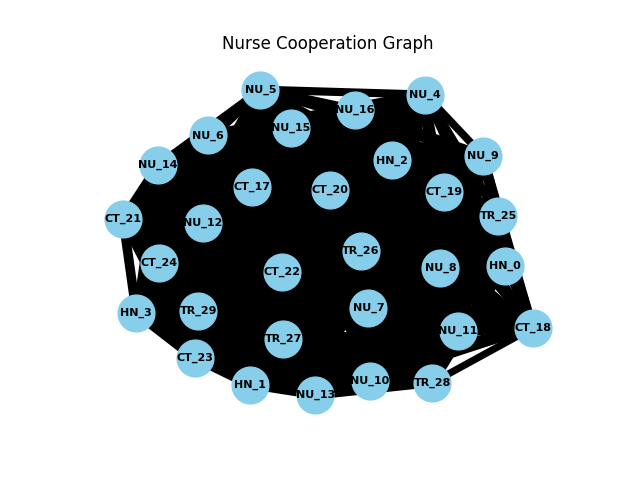 Nurse Cooperation Graph
NU_5
NU_4
NU_16
NU_15
NU_6
NU_9
HN_2
NU_14
CT_17
CT_20
CT_19
TR_25
CT_21
NU_12
TR_26
CT_24
HN_0
NU_8
CT_22
NU_7
TR_29
HN_3
CT_18
NU_11
TR_27
CT_23
NU_10
TR_28
HN_1
NU_13